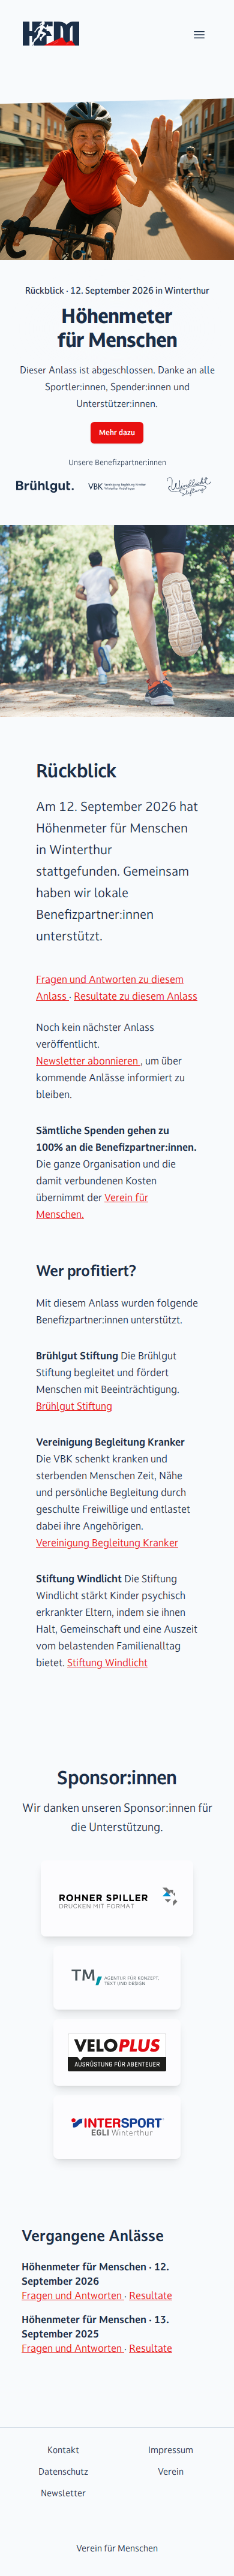 HFM
Rückblick · 12. September 2026 in Winterthur
Höhenmeter
für Menschen
Dieser Anlass ist abgeschlossen. Danke an alle
Sportler:innen, Spender:innen und
Unterstützer:innen.
Mehr dazu
Unsere Benefizpartner:innen
Brühlgut.
VBK
Windlicht
Stiftung
Rückblick
Am 12. September 2026 hat
Höhenmeter für Menschen
in Winterthur
stattgefunden. Gemeinsam
haben wir lokale
Benefizpartner:innen
unterstützt.
Fragen und Antworten zu diesem
Anlass · Resultate zu diesem Anlass
Noch kein nächster Anlass
veröffentlicht.
Newsletter abonnieren , um über
kommende Anlässe informiert zu
bleiben.
Sämtliche Spenden gehen zu
100% an die Benefizpartner:innen.
Die ganze Organisation und die
damit verbundenen Kosten
übernimmt der Verein für
Menschen.
Wer profitiert?
Mit diesem Anlass wurden folgende
Benefizpartner:innen unterstützt.
Brühlgut Stiftung Die Brühlgut
Stiftung begleitet und fördert
Menschen mit Beeinträchtigung.
Brühlgut Stiftung
Vereinigung Begleitung Kranker
Die VBK schenkt kranken und
sterbenden Menschen Zeit, Nähe
und persönliche Begleitung durch
geschulte Freiwillige und entlastet
dabei ihre Angehörigen.
Vereinigung Begleitung Kranker
Stiftung Windlicht Die Stiftung
Windlicht stärkt Kinder psychisch
erkrankter Eltern, indem sie ihnen
Halt, Gemeinschaft und eine Auszeit
vom belastenden Familienalltag
bietet. Stiftung Windlicht
Sponsor:innen
Wir danken unseren Sponsor:innen für
die Unterstützung.
ROHNER SPILLER
DRUCKEN MIT FORMAT
TM
AGENTUR FÜR KONZEPT,
TEXT UND DESIGN
VELOPLUS
AUSRÜSTUNG FÜR ABENTEUER
INTERSPORT
EGLI Winterthur
Vergangene Anlässe
Höhenmeter für Menschen · 12.
September 2026
Fragen und Antworten · Resultate
Höhenmeter für Menschen · 13.
September 2025
Fragen und Antworten · Resultate
Kontakt
Impressum
Datenschutz
Verein
Newsletter
Verein für Menschen